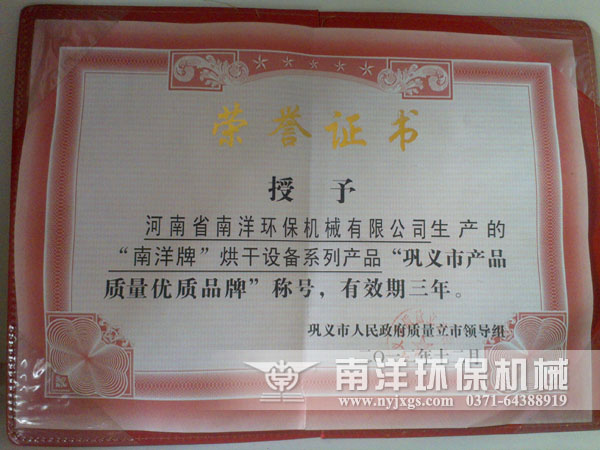 荣誉证书
授 予
河南省南洋环保机械有限公司生产的
“南洋牌”烘干设备系列产品“巩义市产品
质量优质品牌”称号，有效期三年。
巩义市人民政府质量立市领导组
年十二月
南洋环保机械
www.nyjxgs.com 0371-64388919